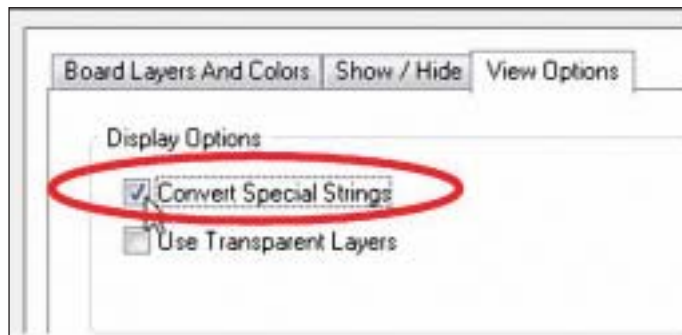 Board Layers And Colors Show / Hide View Options
Display Options
Convert Special Strings
Use Transparent Layers